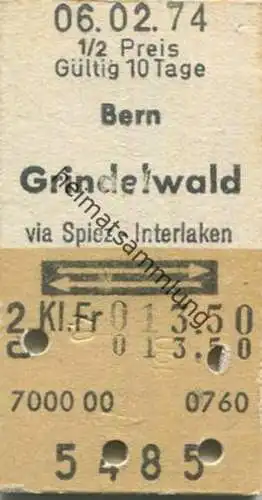 06.02.74
1/2 Preis
Gültig 10 Tage
Bern
Grindelwald
via Spiez-Interlaken
2. Kl. Fr 013.50
013.50
7000 00 0760
5485
heimatsammlung.